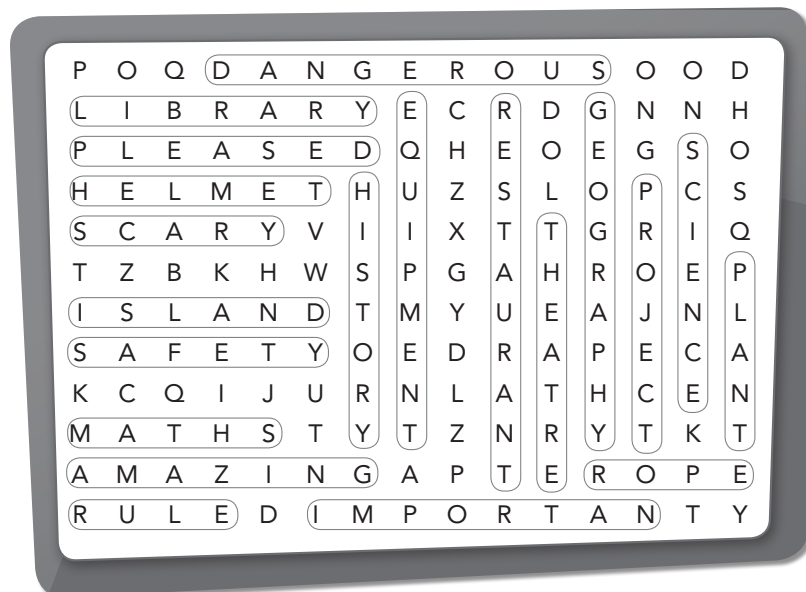 P O Q D A N G E R O U S O O D
L I B R A R Y E C R D G N N H
P L E A S E D Q H E O E G S O
H E L M E T H U Z S L O P C S
S C A R Y V I I X T T G R I Q
T Z B K H W S P G A H R O E P
I S L A N D T M Y U E A J N L
S A F E T Y O E D R A P E C A
K C Q I J U R N L A T H C E N
M A T H S T Y T Z N R Y T K T
A M A Z I N G A P T E R O P E
R U L E D I M P O R T A N T Y